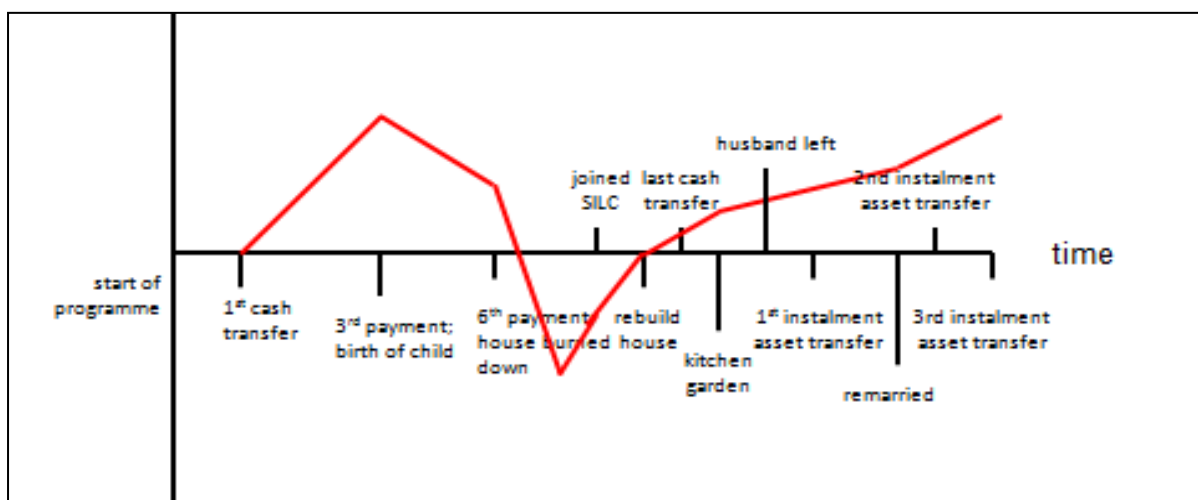 husband left
joined
SILC
last cash
transfer
2nd instalment
asset transfer
time
start of
programme
1st cash
transfer
3rd payment;
birth of child
6th payment;
house burned
down
rebuild
house
kitchen
garden
1st instalment
asset transfer
remarried
3rd instalment
asset transfer